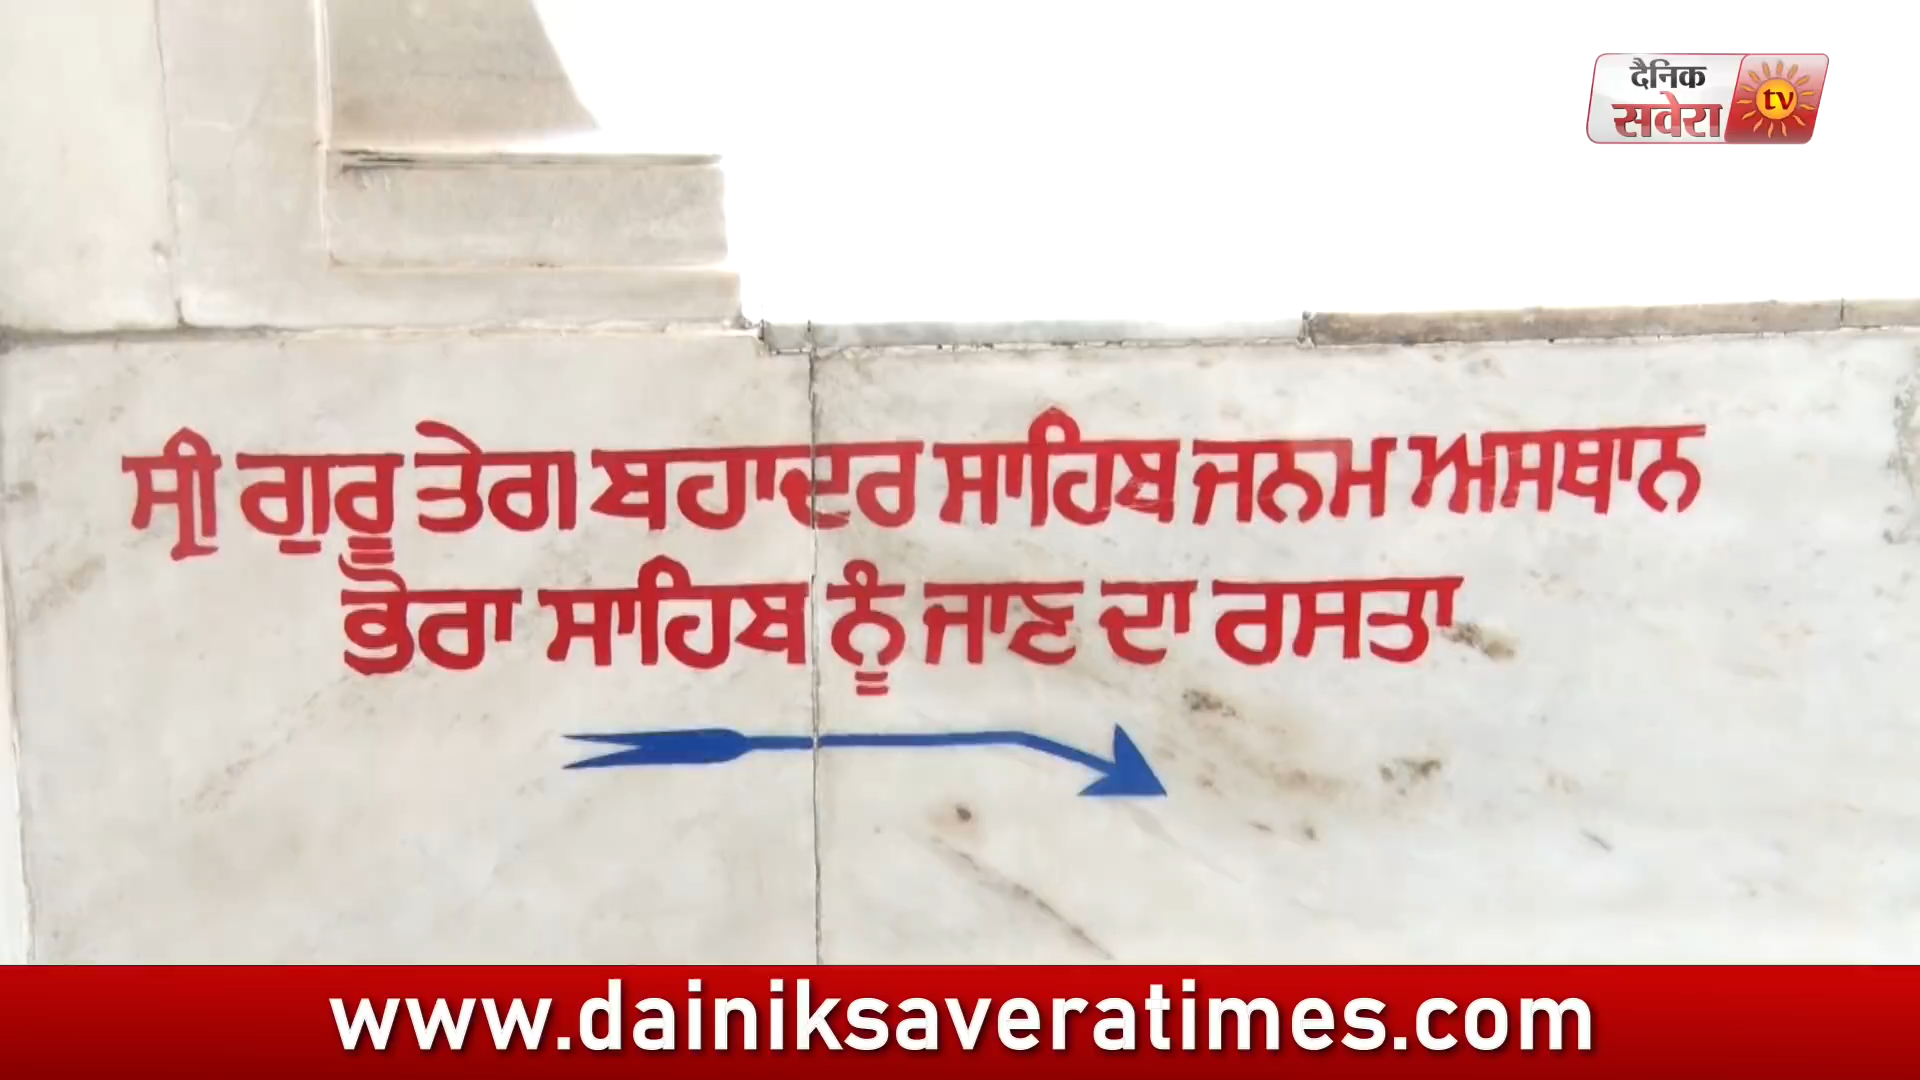 दैनिक
सवेरा
tv
ਸ੍ਰੀ ਗੁਰੂ ਤੇਗ ਬਹਾਦਰ ਸਾਹਿਬ ਜਨਮ ਅਸਥਾਨ
ਭੋਰਾ ਸਾਹਿਬ ਨੂੰ ਜਾਣ ਦਾ ਰਸਤਾ
www.dainiksaveratimes.com